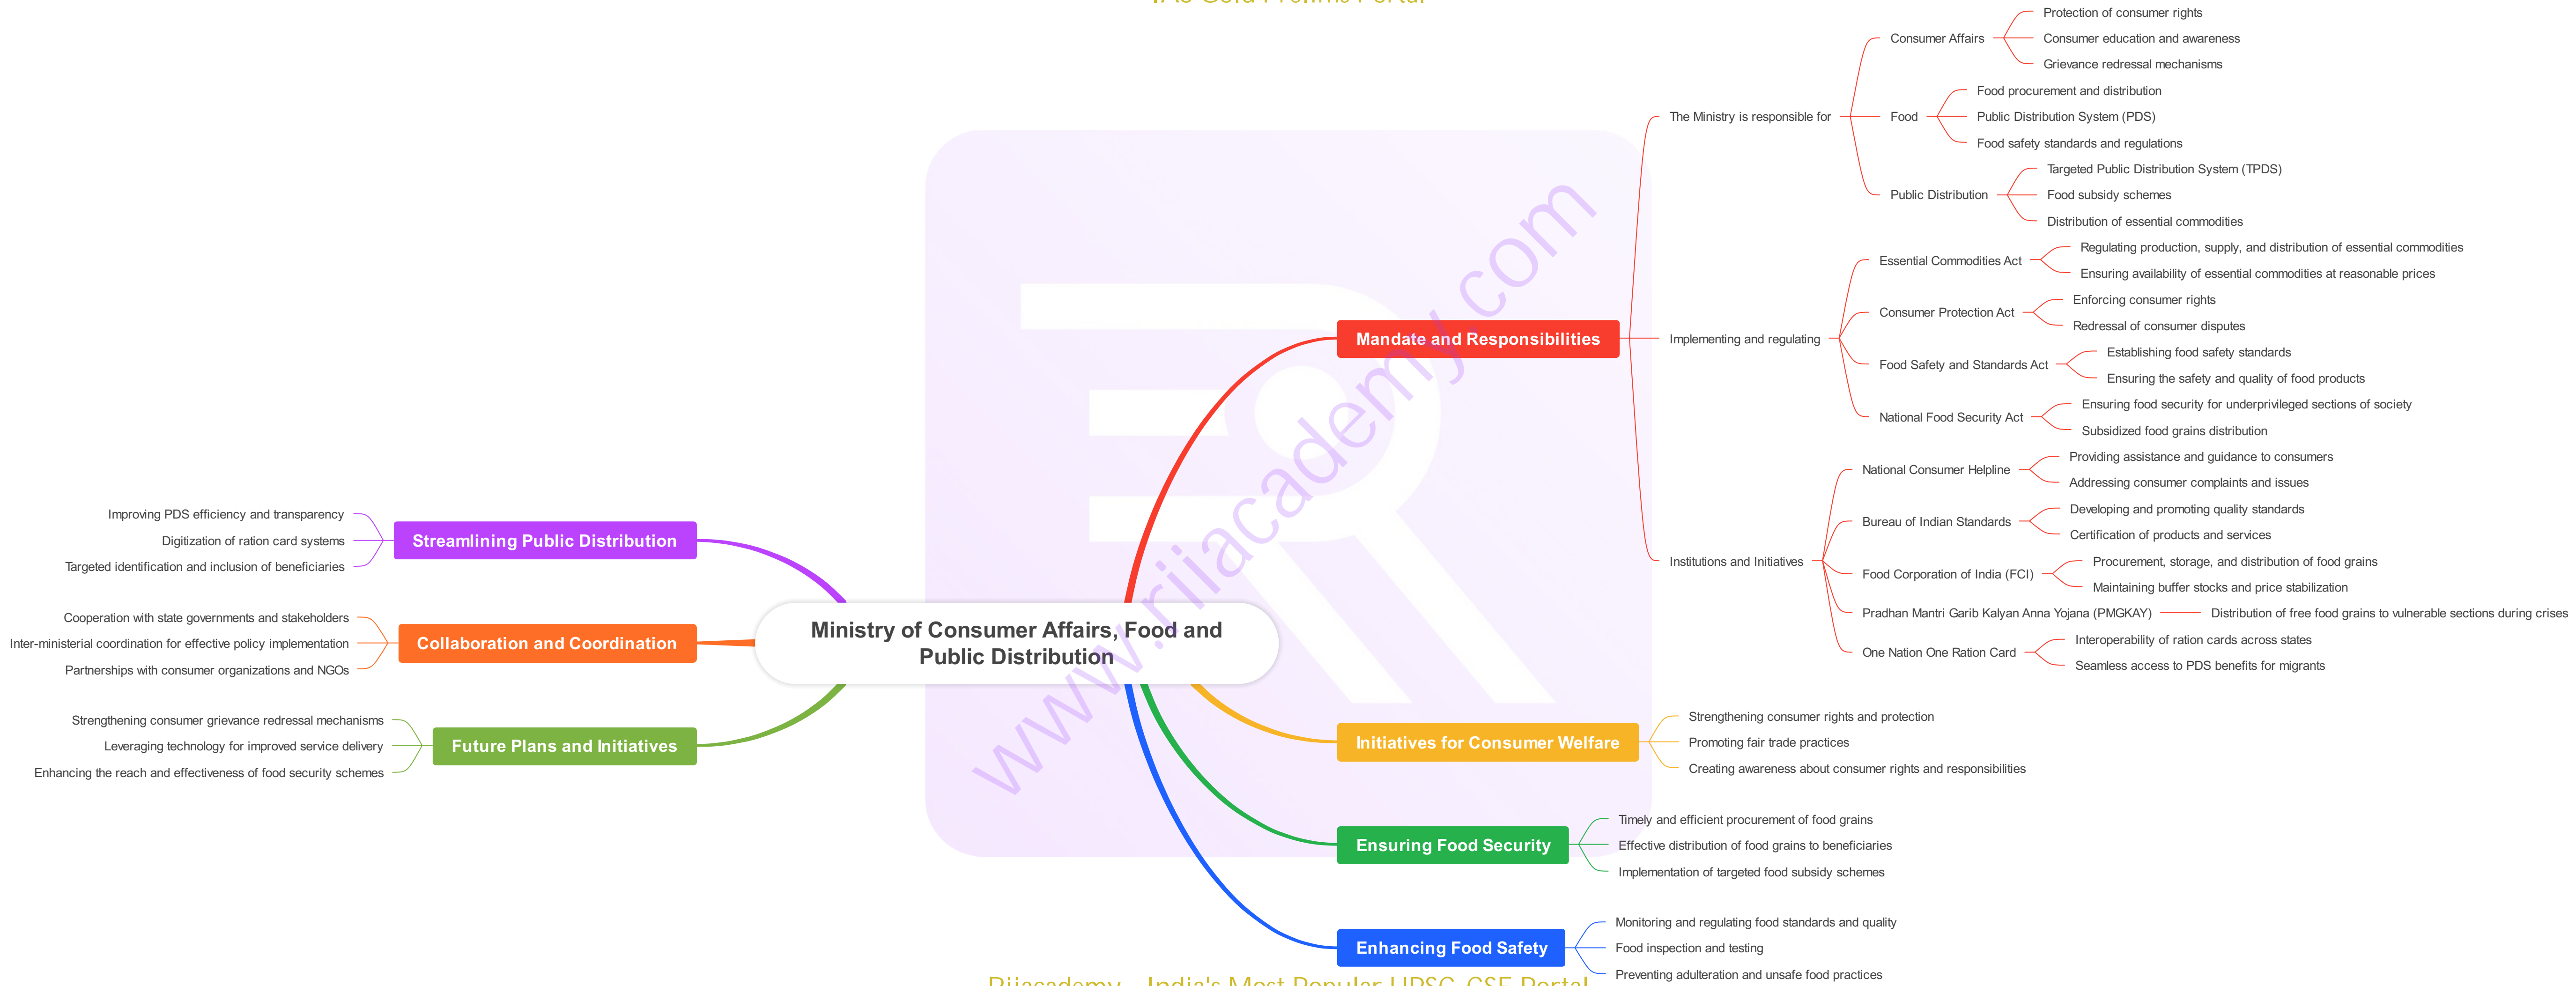 Protection of consumer rights
Consumer Affairs
Consumer education and awareness
Grievance redressal mechanisms
Food procurement and distribution
The Ministry is responsible for
Food
Public Distribution System (PDS)
Food safety standards and regulations
Targeted Public Distribution System (TPDS)
Public Distribution
Food subsidy schemes
Distribution of essential commodities
Regulating production, supply, and distribution of essential commodities
Essential Commodities Act
Ensuring availability of essential commodities at reasonable prices
Enforcing consumer rights
Consumer Protection Act
Redressal of consumer disputes
Mandate and Responsibilities
Implementing and regulating
Establishing food safety standards
Food Safety and Standards Act
Ensuring the safety and quality of food products
Ensuring food security for underprivileged sections of society
National Food Security Act
Subsidized food grains distribution
Providing assistance and guidance to consumers
National Consumer Helpline
Addressing consumer complaints and issues
Developing and promoting quality standards
Bureau of Indian Standards
Certification of products and services
Institutions and Initiatives
Procurement, storage, and distribution of food grains
Food Corporation of India (FCI)
Maintaining buffer stocks and price stabilization
Pradhan Mantri Garib Kalyan Anna Yojana (PMGKAY)
Distribution of free food grains to vulnerable sections during crises
Interoperability of ration cards across states
One Nation One Ration Card
Seamless access to PDS benefits for migrants
Improving PDS efficiency and transparency
Streamlining Public Distribution
Digitization of ration card systems
Targeted identification and inclusion of beneficiaries
Cooperation with state governments and stakeholders
Collaboration and Coordination
Inter-ministerial coordination for effective policy implementation
Partnerships with consumer organizations and NGOs
Ministry of Consumer Affairs, Food and
Public Distribution
Strengthening consumer grievance redressal mechanisms
Future Plans and Initiatives
Leveraging technology for improved service delivery
Enhancing the reach and effectiveness of food security schemes
Strengthening consumer rights and protection
Initiatives for Consumer Welfare
Promoting fair trade practices
Creating awareness about consumer rights and responsibilities
Timely and efficient procurement of food grains
Ensuring Food Security
Effective distribution of food grains to beneficiaries
Implementation of targeted food subsidy schemes
Monitoring and regulating food standards and quality
Enhancing Food Safety
Food inspection and testing
Preventing adulteration and unsafe food practices
www.rijiacademy.com
India's Most Popular UPSC-CSE Portal